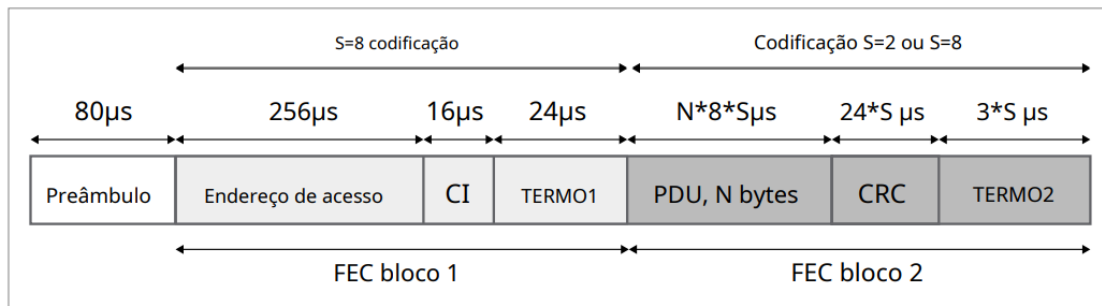 S=8 codificação
Codificação S=2 ou S=8
80μs
256μs
16μs
24μs
N*8*Sμs
24*S μs
3*S μs
Preâmbulo
Endereço de acesso
CI
TERMO1
PDU, N bytes
CRC
TERMO2
FEC bloco 1
FEC bloco 2